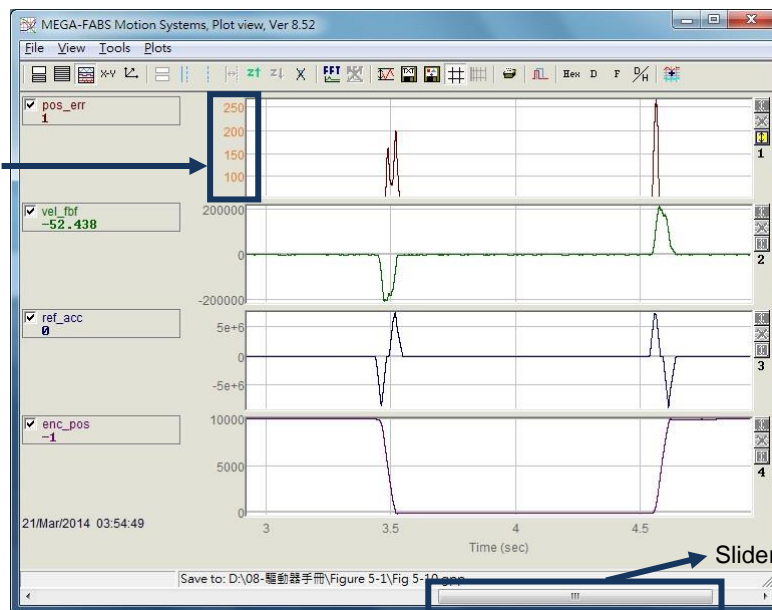 MEGA-FABS Motion Systems, Plot view, Ver 8.52
File View Tools Plots
X-Y Z↑ Z↓ X FFT Hex D F D/H
pos_err
1
250
200
150
100
1
vel_fbf
-52.438
200000
0
-200000
2
ref_acc
0
5e+6
0
-5e+6
3
enc_pos
-1
10000
5000
0
4
21/Mar/2014 03:54:49
3 3.5 4 4.5
Time (sec)
Slider
Save to: D:\08-驅動器手冊\Figure 5-1\Fig 5-10.gpp